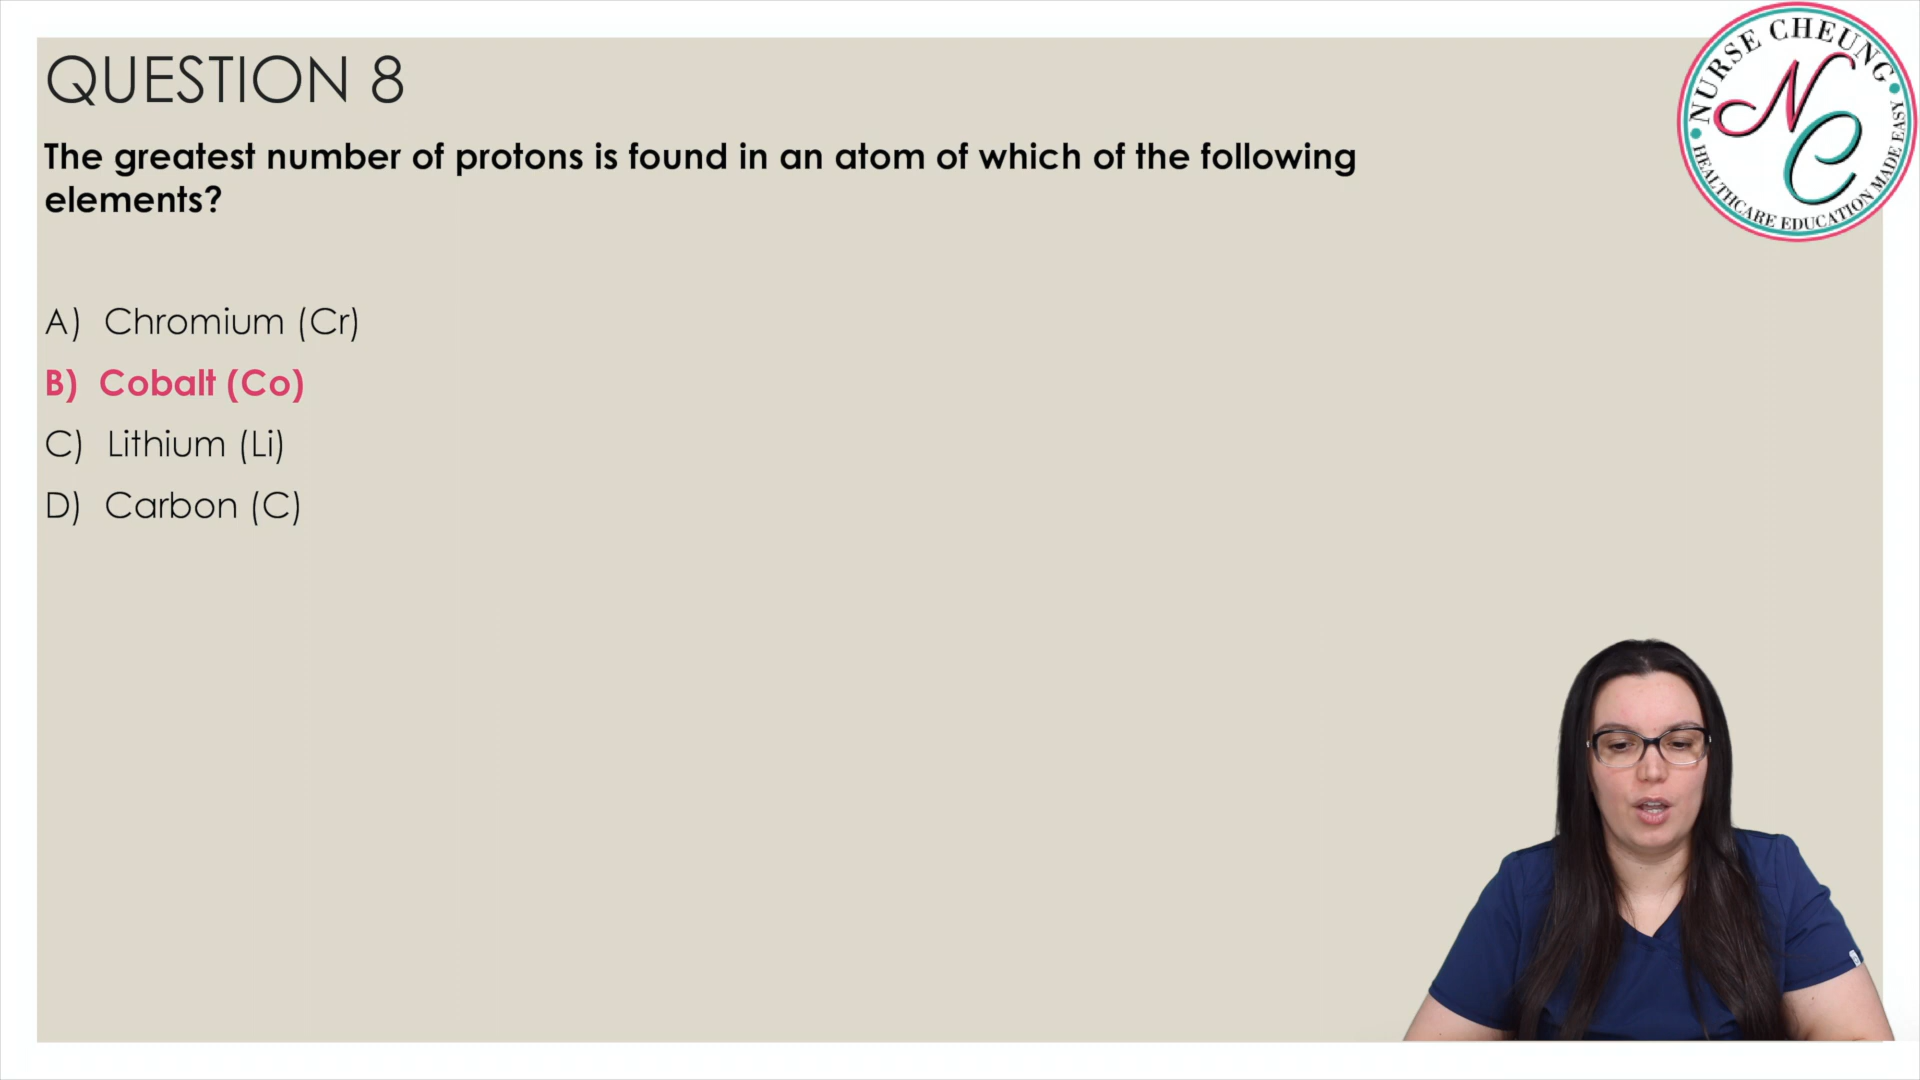 QUESTION 8
The greatest number of protons is found in an atom of which of the following
elements?
A) Chromium (Cr)
B) Cobalt (Co)
C) Lithium (Li)
D) Carbon (C)
NURSE CHEUNG
NC
HEALTHCARE EDUCATION MADE EASY